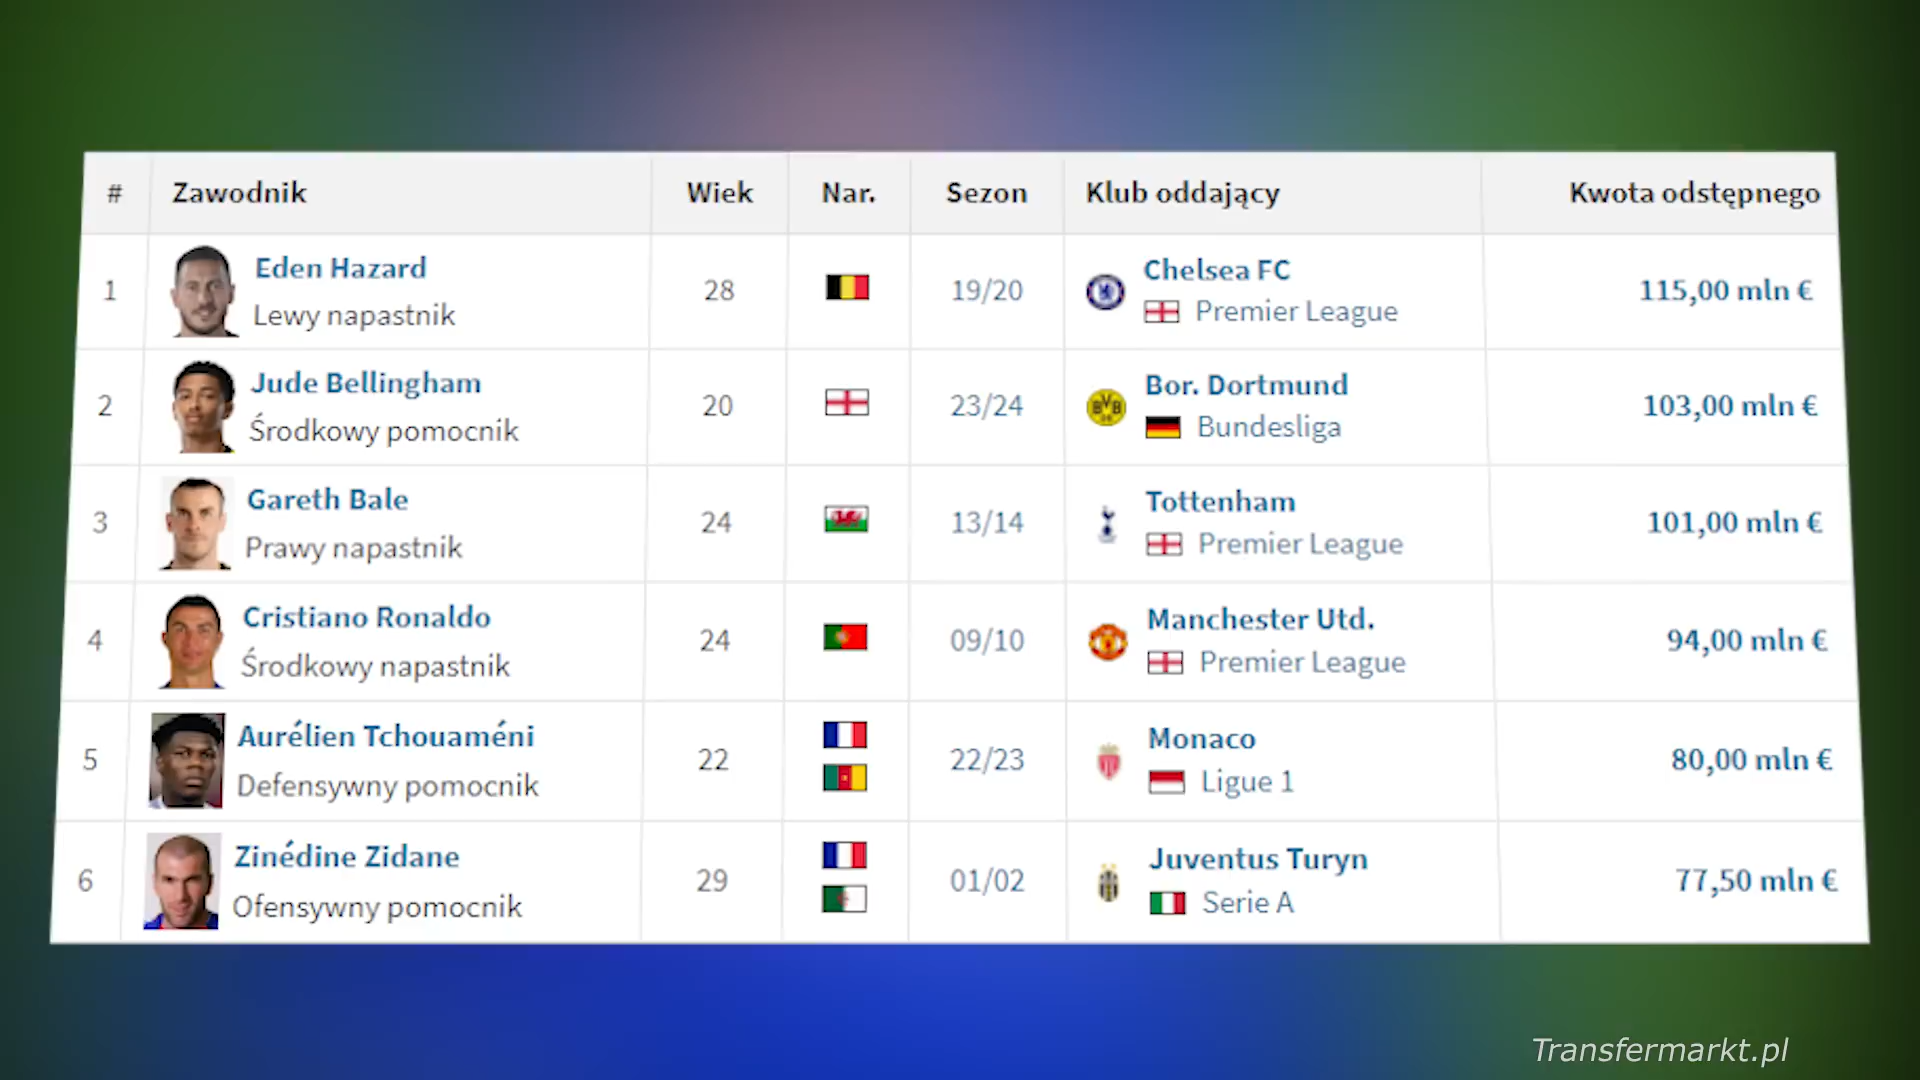 # Zawodnik Wiek Nar. Sezon Klub oddający Kwota odstępnego
1 Eden Hazard 28 19/20 Chelsea FC 115,00 mln €
Lewy napastnik Premier League
2 Jude Bellingham 20 23/24 Bor. Dortmund 103,00 mln €
Środkowy pomocnik Bundesliga
3 Gareth Bale 24 13/14 Tottenham 101,00 mln €
Prawy napastnik Premier League
4 Cristiano Ronaldo 24 09/10 Manchester Utd. 94,00 mln €
Środkowy napastnik Premier League
5 Aurélien Tchouaméni 22 22/23 Monaco 80,00 mln €
Defensywny pomocnik Ligue 1
6 Zinédine Zidane 29 01/02 Juventus Turyn 77,50 mln €
Ofensywny pomocnik Serie A
Transfermarkt.pl